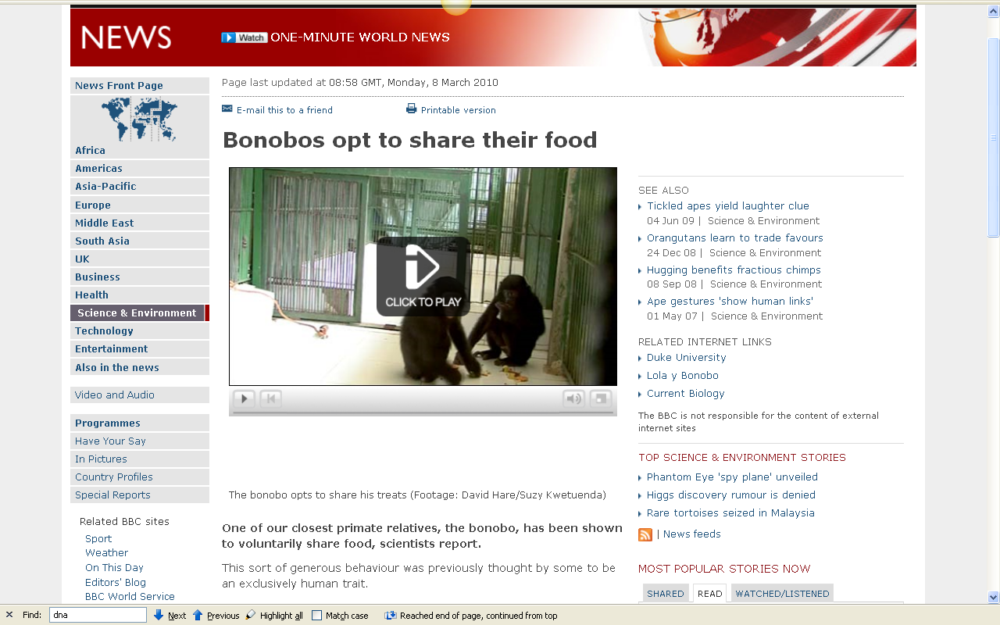 NEWS
Watch ONE-MINUTE WORLD NEWS
News Front Page
Africa
Americas
Asia-Pacific
Europe
Middle East
South Asia
UK
Business
Health
Science & Environment
Technology
Entertainment
Also in the news
Video and Audio
Programmes
Have Your Say
In Pictures
Country Profiles
Special Reports
Related BBC sites
Sport
Weather
On This Day
Editors' Blog
BBC World Service
Page last updated at 08:58 GMT, Monday, 8 March 2010
E-mail this to a friend
Printable version
Bonobos opt to share their food
CLICK TO PLAY
The bonobo opts to share his treats (Footage: David Hare/Suzy Kwetuenda)
One of our closest primate relatives, the bonobo, has been shown
to voluntarily share food, scientists report.
This sort of generous behaviour was previously thought by some to be
an exclusively human trait.
SEE ALSO
Tickled apes yield laughter clue
04 Jun 09 | Science & Environment
Orangutans learn to trade favours
24 Dec 08 | Science & Environment
Hugging benefits fractious chimps
08 Sep 08 | Science & Environment
Ape gestures 'show human links'
01 May 07 | Science & Environment
RELATED INTERNET LINKS
Duke University
Lola y Bonobo
Current Biology
The BBC is not responsible for the content of external
internet sites
TOP SCIENCE & ENVIRONMENT STORIES
Phantom Eye 'spy plane' unveiled
Higgs discovery rumour is denied
Rare tortoises seized in Malaysia
| News feeds
MOST POPULAR STORIES NOW
SHARED READ WATCHED/LISTENED
Find: dna Next Previous Highlight all Match case Reached end of page, continued from top